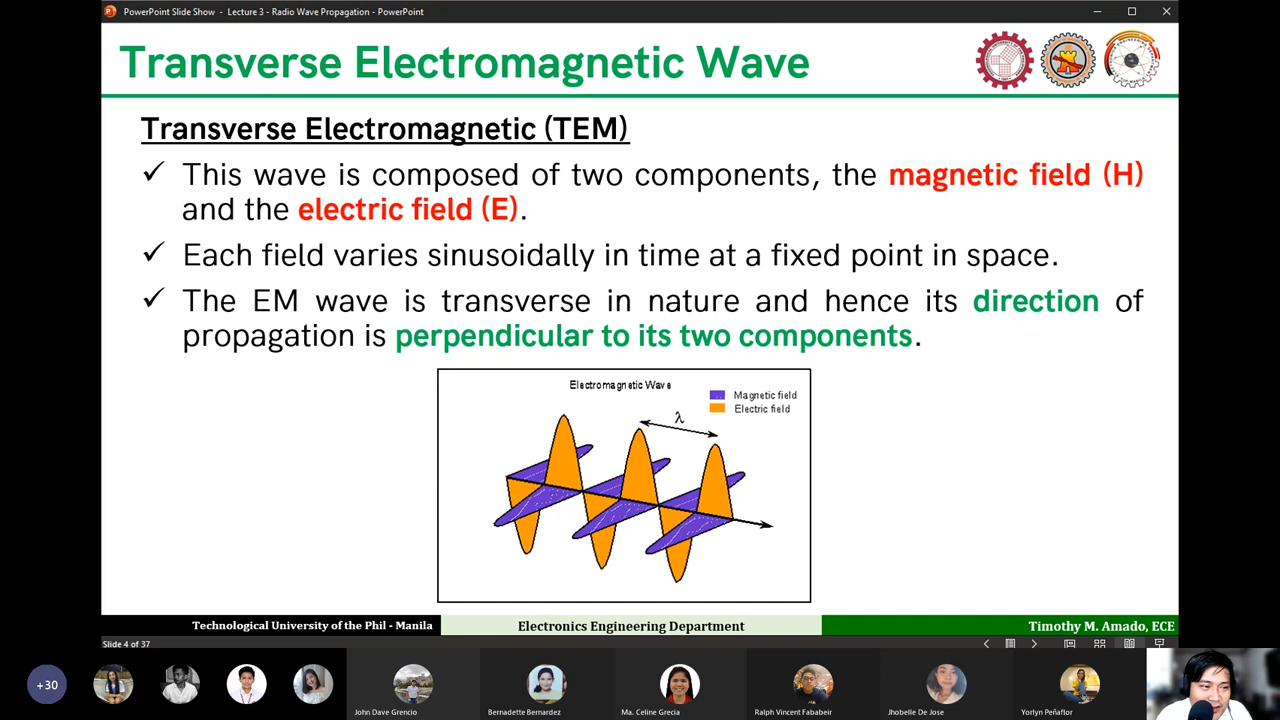 PowerPoint Slide Show - Lecture 3 - Radio Wave Propagation - PowerPoint
Transverse Electromagnetic Wave
Transverse Electromagnetic (TEM)
✓ This wave is composed of two components, the magnetic field (H)
and the electric field (E).
✓ Each field varies sinusoidally in time at a fixed point in space.
✓ The EM wave is transverse in nature and hence its direction of
propagation is perpendicular to its two components.
Electromagnetic Wave
Magnetic field
Electric field
λ
Technological University of the Phil - Manila
Electronics Engineering Department
Timothy M. Amado, ECE
Slide 4 of 37
+30
John Dave Grencio
Bernadette Bernardez
Ma. Celine Grecia
Ralph Vincent Fababeir
Jhobelle De Jose
Yorlyn Peñaflor